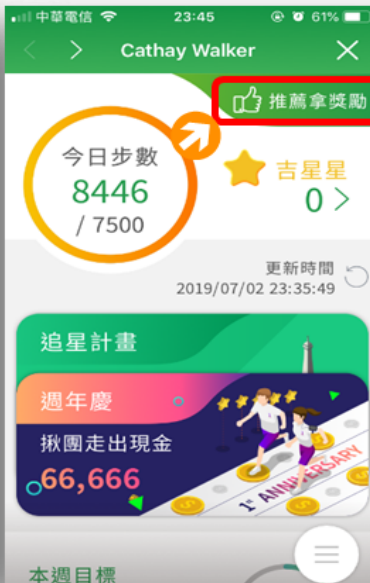 中華電信 23:45 61%
Cathay Walker
推薦拿獎勵
今日步數
8446
/ 7500
吉星星
0 >
更新時間
2019/07/02 23:35:49
追星計畫
週年慶
揪團走出現金
66,666
1st ANNIVERSARY
本週目標